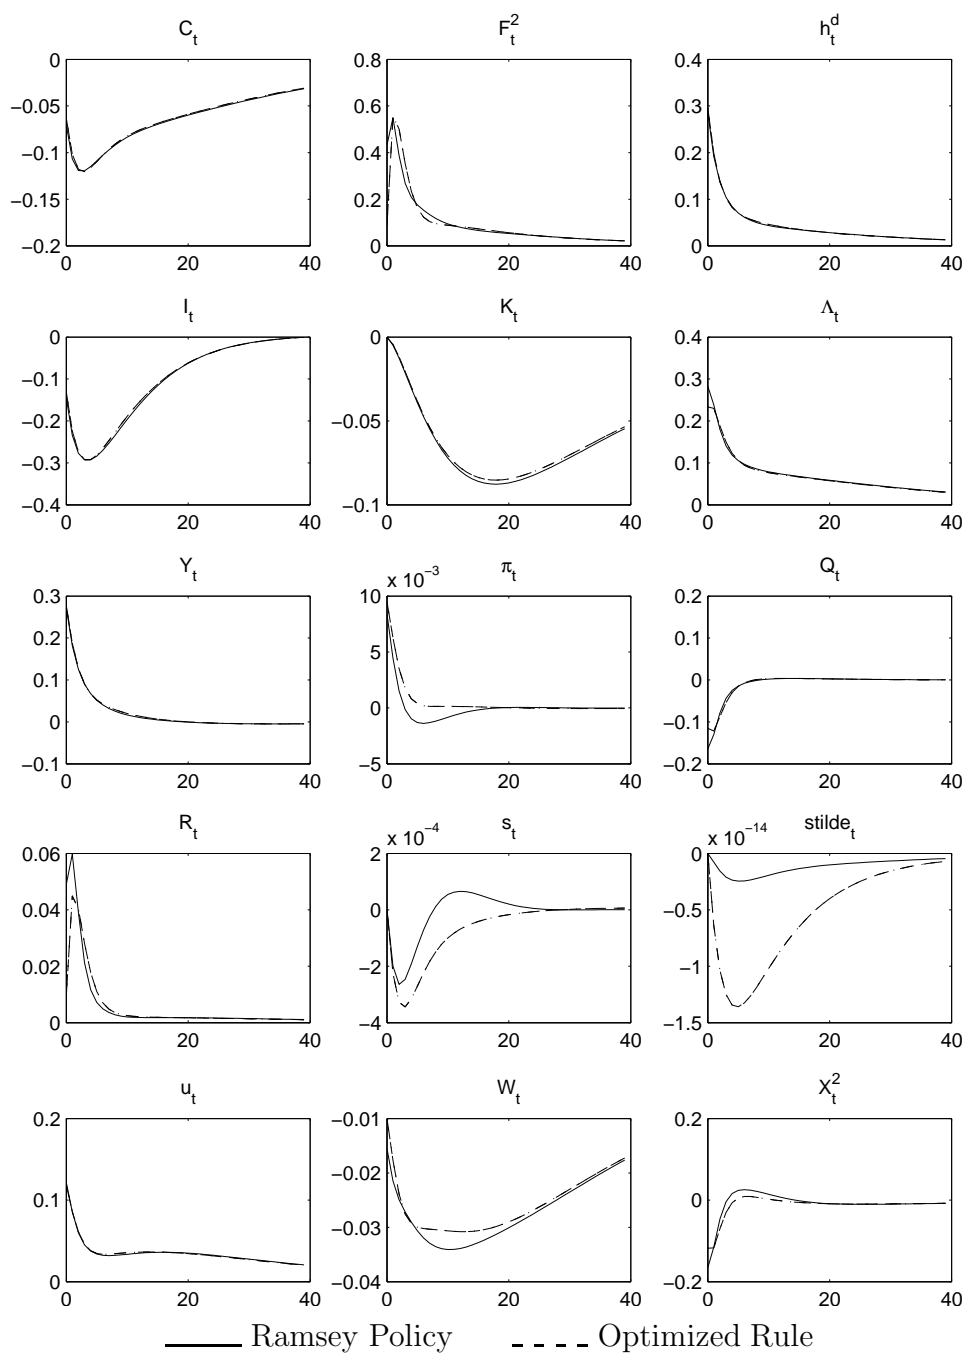 C_t F_t^2 h_t^d
0 0.8 0.4
−0.05 0.6 0.3
−0.1 0.4 0.2
−0.15 0.2 0.1
−0.2 0 0
0 20 40 0 20 40 0 20 40
I_t K_t Λ_t
0 0 0.4
−0.1 0.3
−0.2 −0.05 0.2
−0.3 0.1
−0.4 −0.1 0
0 20 40 0 20 40 0 20 40
Y_t π_t Q_t
x 10^−3
0.3 10 0.2
0.2 5 0.1
0.1 0 0
0 −0.1
−0.1 −5 −0.2
0 20 40 0 20 40 0 20 40
R_t s_t stilde_t
x 10^−4 x 10^−14
0.06 2 0
0.04 0 −0.5
0.02 −2 −1
0 −4 −1.5
0 20 40 0 20 40 0 20 40
u_t W_t X_t^2
0.2 −0.01 0.2
−0.02
0.1 0
−0.03
0 −0.04 −0.2
0 20 40 0 20 40 0 20 40
Ramsey Policy Optimized Rule